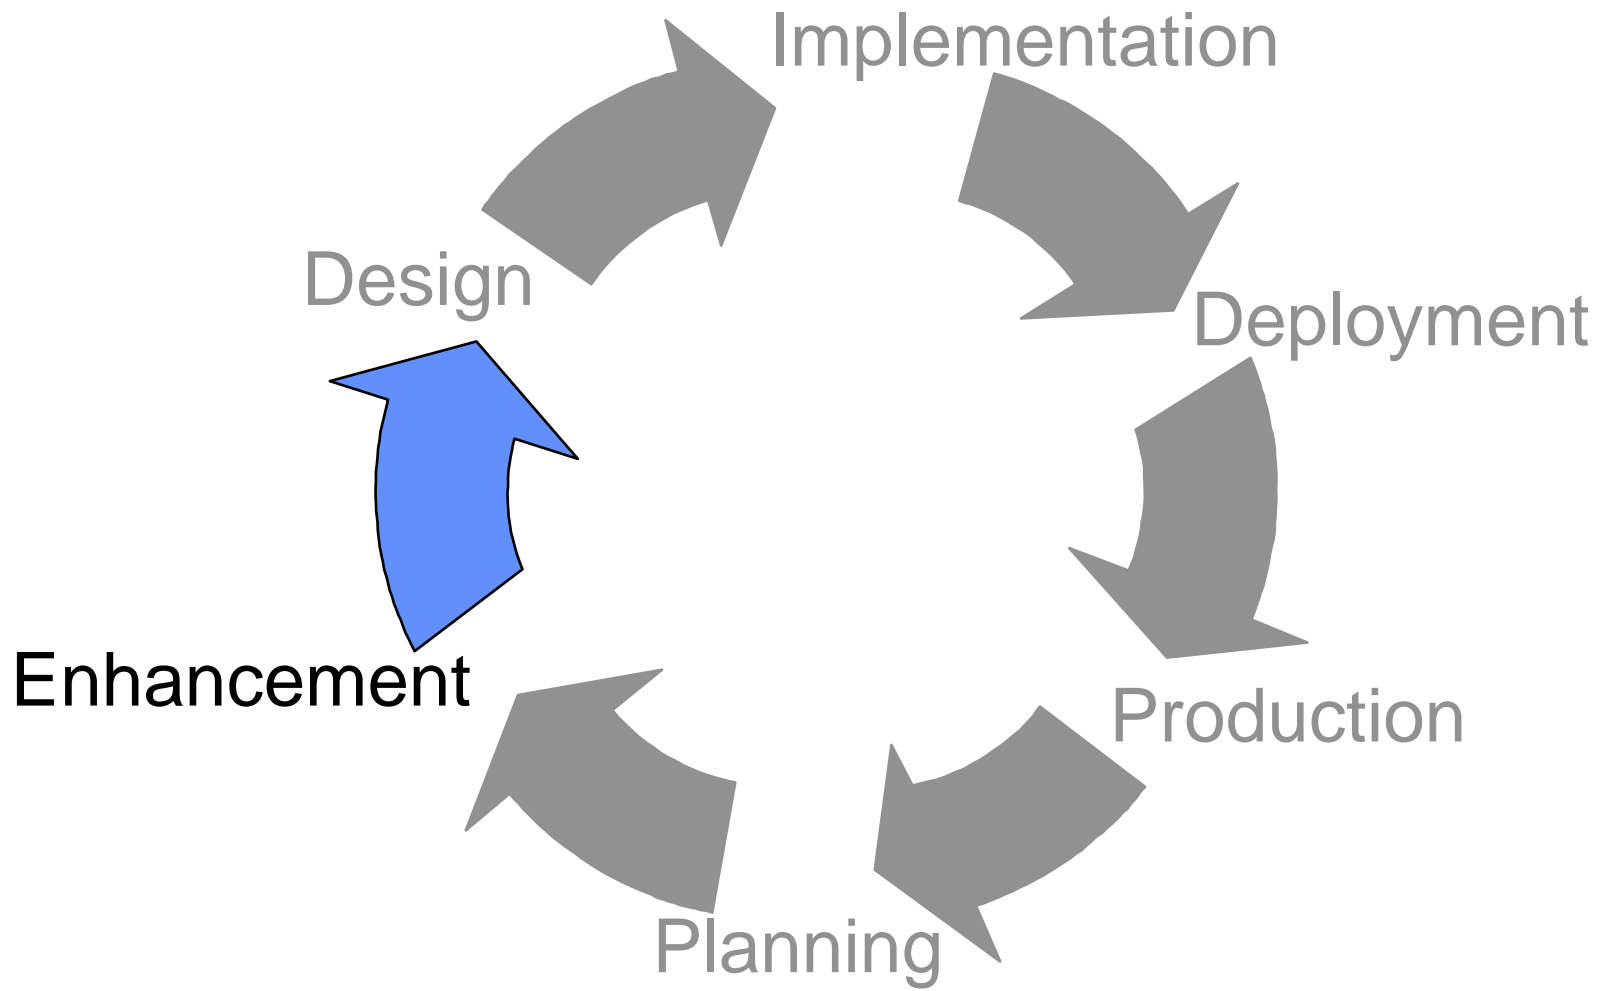 Implementation
Design
Deployment
Enhancement
Production
Planning